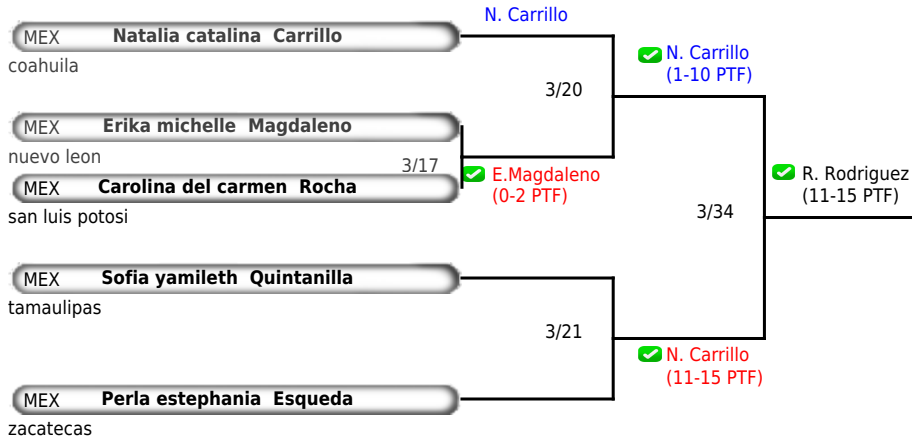 N. Carrillo
MEX Natalia catalina Carrillo
coahuila
N. Carrillo
(1-10 PTF)
3/20
MEX Erika michelle Magdaleno
nuevo leon
3/17
E.Magdaleno
(0-2 PTF)
MEX Carolina del carmen Rocha
san luis potosi
R. Rodriguez
(11-15 PTF)
3/34
MEX Sofia yamileth Quintanilla
tamaulipas
3/21
N. Carrillo
(11-15 PTF)
MEX Perla estephania Esqueda
zacatecas